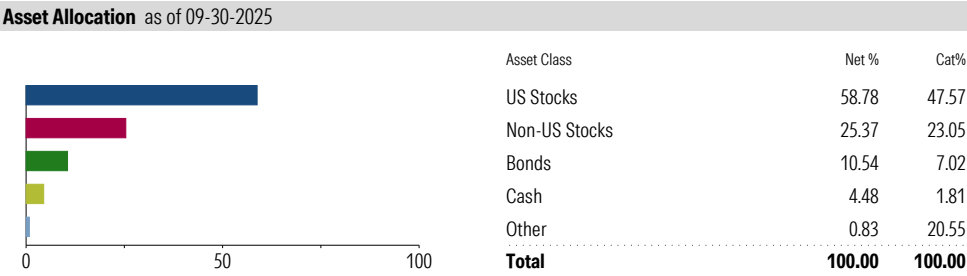 Asset Allocation as of 09-30-2025
Asset Class Net % Cat%
US Stocks 58.78 47.57
Non-US Stocks 25.37 23.05
Bonds 10.54 7.02
Cash 4.48 1.81
Other 0.83 20.55
0 50 100
Total 100.00 100.00